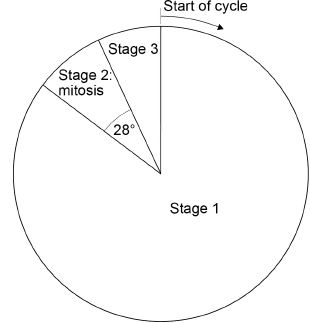 Start of cycle
Stage 3
Stage 2:
mitosis
28°
Stage 1